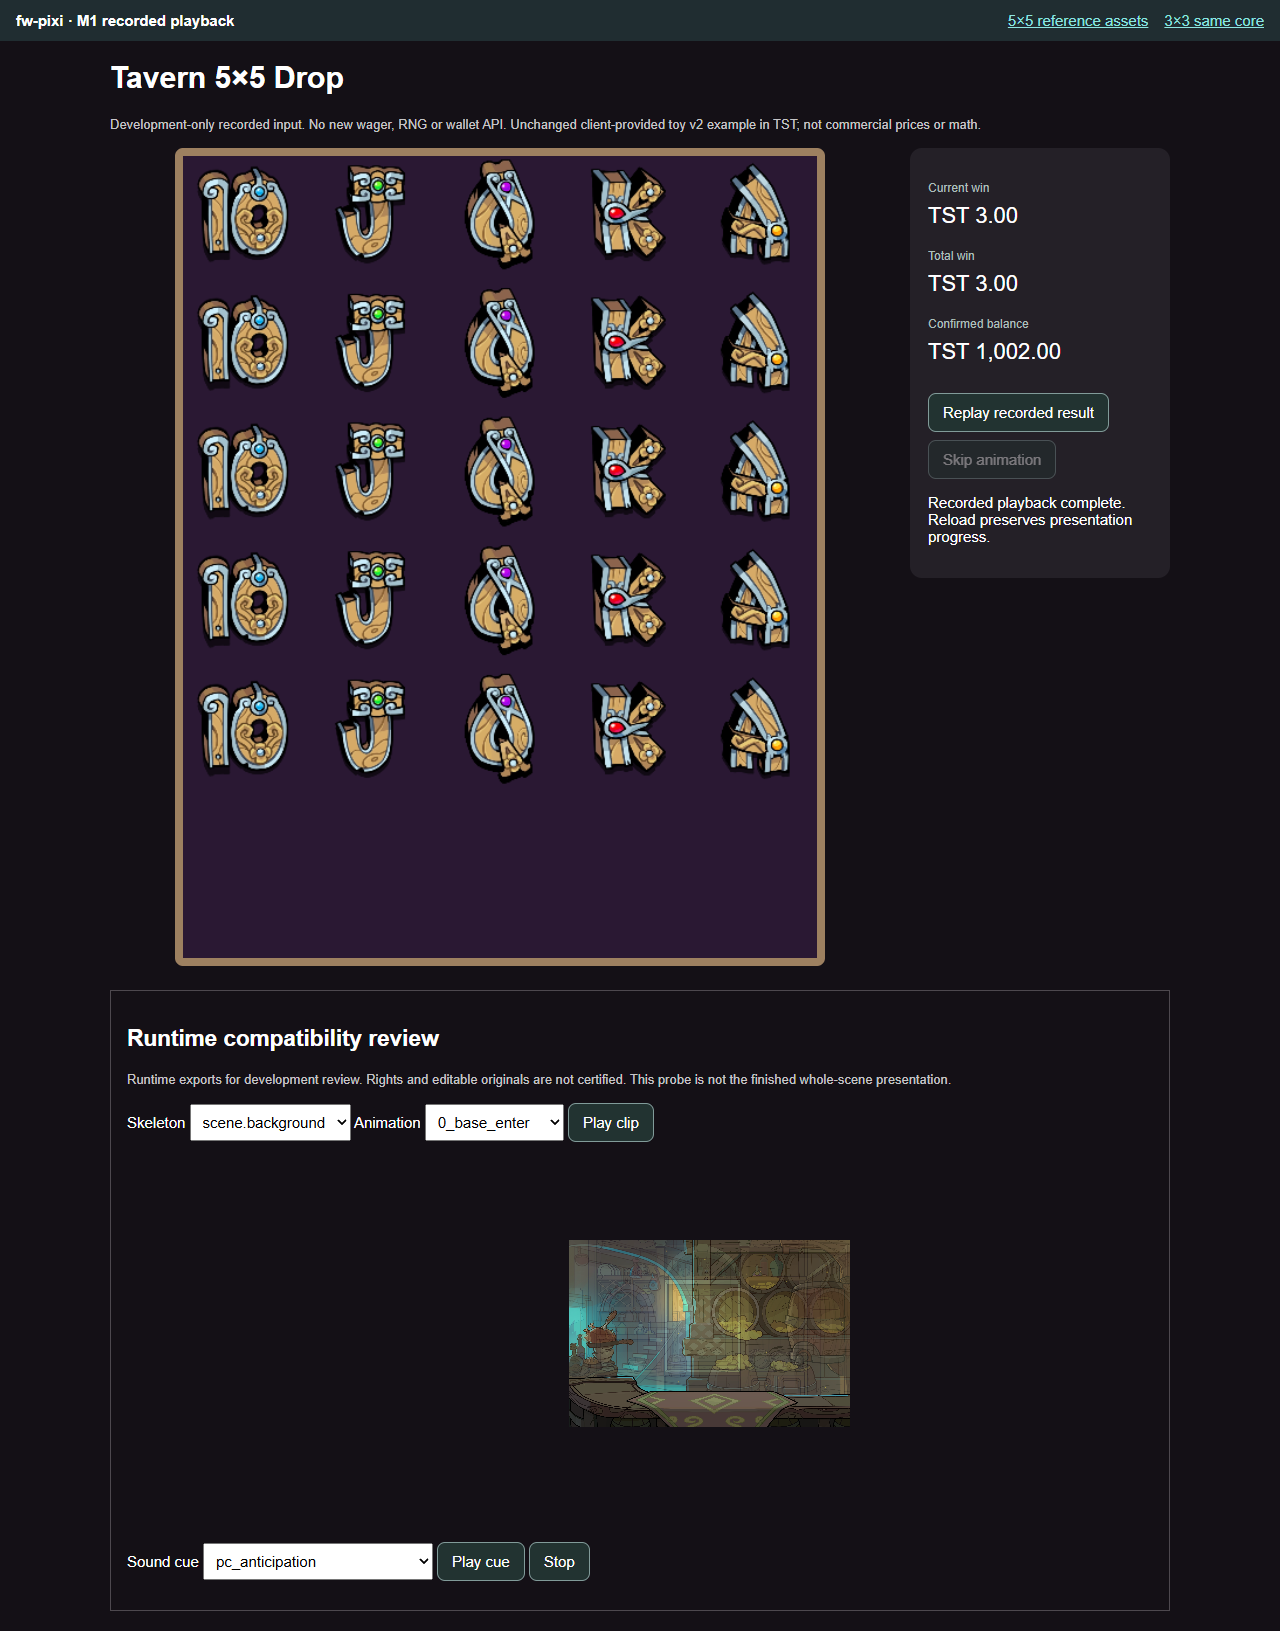 fw-pixi · M1 recorded playback
5×5 reference assets
3×3 same core
Tavern 5×5 Drop
Development-only recorded input. No new wager, RNG or wallet API. Unchanged client-provided toy v2 example in TST; not commercial prices or math.
10 J Q K A
10 J Q K A
10 J Q K A
10 J Q K A
10 J Q K A
Current win
TST 3.00
Total win
TST 3.00
Confirmed balance
TST 1,002.00
Replay recorded result
Skip animation
Recorded playback complete.
Reload preserves presentation
progress.
Runtime compatibility review
Runtime exports for development review. Rights and editable originals are not certified. This probe is not the finished whole-scene presentation.
Skeleton scene.background Animation 0_base_enter Play clip
Sound cue pc_anticipation Play cue Stop